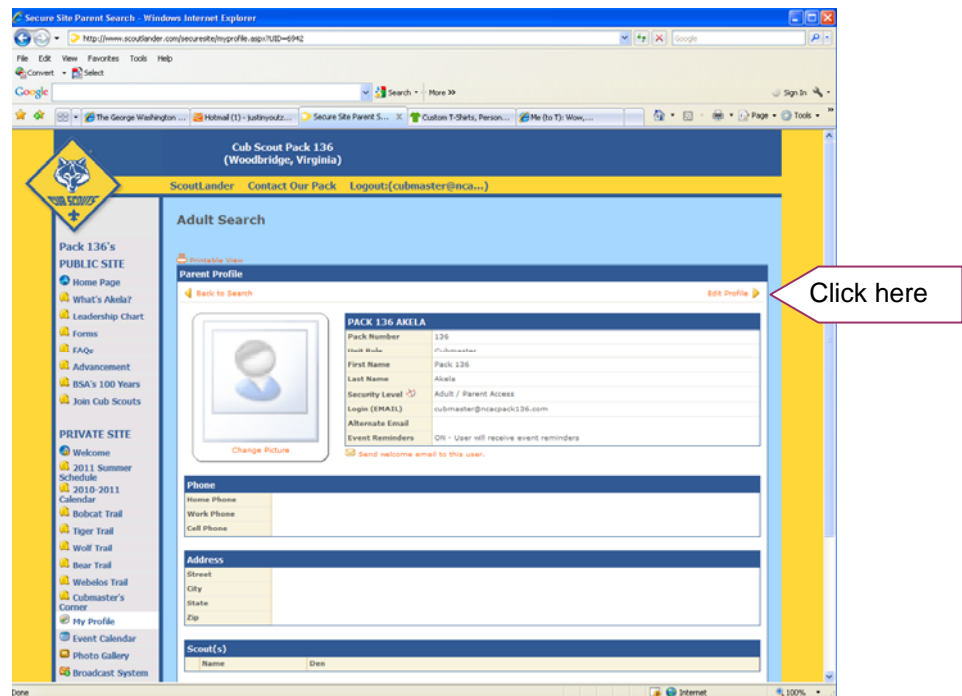 Secure Site Parent Search - Windows Internet Explorer
http://www.scoutlander.com/securesite/myprofile.aspx?UID=6942
Google
File Edit View Favorites Tools Help
Convert Select
Google Search More >> Sign In
The George Washington ... Hotmail (1) - justinyoutz... Secure Site Parent S... X Custom T-Shirts, Person... Me (to T): Wow,.... Page Tools
Cub Scout Pack 136
(Woodbridge, Virginia)
CUB SCOUTS
ScoutLander Contact Our Pack Logout:(cubmaster@nca...)
Adult Search
Printable View
Parent Profile
Back to Search Edit Profile
Click here
Pack 136's
PUBLIC SITE
Home Page
What's Akela?
Leadership Chart
Forms
FAQs
Advancement
BSA's 100 Years
Join Cub Scouts
PRIVATE SITE
Welcome
2011 Summer
Schedule
2010-2011
Calendar
Bobcat Trail
Tiger Trail
Wolf Trail
Bear Trail
Webelos Trail
Cubmaster's
Corner
My Profile
Event Calendar
Photo Gallery
Broadcast System
Change Picture
PACK 136 AKELA
Pack Number 136
Unit Role Cubmaster
First Name Pack 136
Last Name Akela
Security Level Adult / Parent Access
Login (EMAIL) cubmaster@ncacpack136.com
Alternate Email
Event Reminders ON - User will receive event reminders
Send welcome email to this user.
Phone
Home Phone
Work Phone
Cell Phone
Address
Street
City
State
Zip
Scout(s)
Name Den
Done Internet 100%